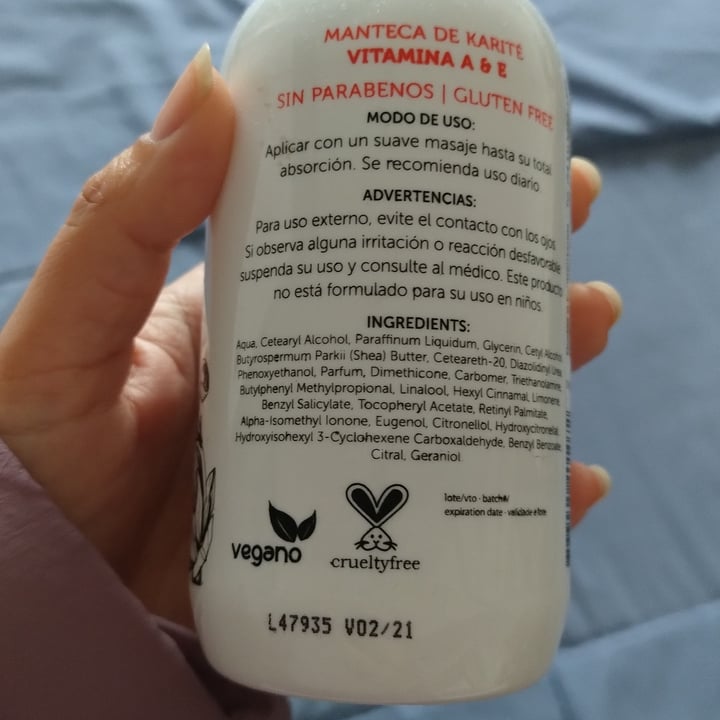 MANTECA DE KARITÉ
VITAMINA A & E
SIN PARABENOS | GLUTEN FREE
MODO DE USO:
Aplicar con un suave masaje hasta su total
absorción. Se recomienda uso diario.
ADVERTENCIAS:
Para uso externo, evite el contacto con los ojos.
Si observa alguna irritación o reacción desfavorable
suspenda su uso y consulte al médico. Este producto
no está formulado para su uso en niños.
INGREDIENTS:
Aqua, Cetearyl Alcohol, Paraffinum Liquidum, Glycerin, Cetyl Alcohol,
Butyrospermum Parkii (Shea) Butter, Ceteareth-20, Diazolidinyl Urea,
Phenoxyethanol, Parfum, Dimethicone, Carbomer, Triethanolamine,
Butylphenyl Methylpropional, Linalool, Hexyl Cinnamal, Limonene,
Benzyl Salicylate, Tocopheryl Acetate, Retinyl Palmitate,
Alpha-Isomethyl Ionone, Eugenol, Citronellol, Hydroxycitronellal,
Hydroxyisohexyl 3-Cyclohexene Carboxaldehyde, Benzyl Benzoate,
Citral, Geraniol
vegano
crueltyfree
lote/vto - batch#/
expiration date - validade e lote
L47935 V02/21